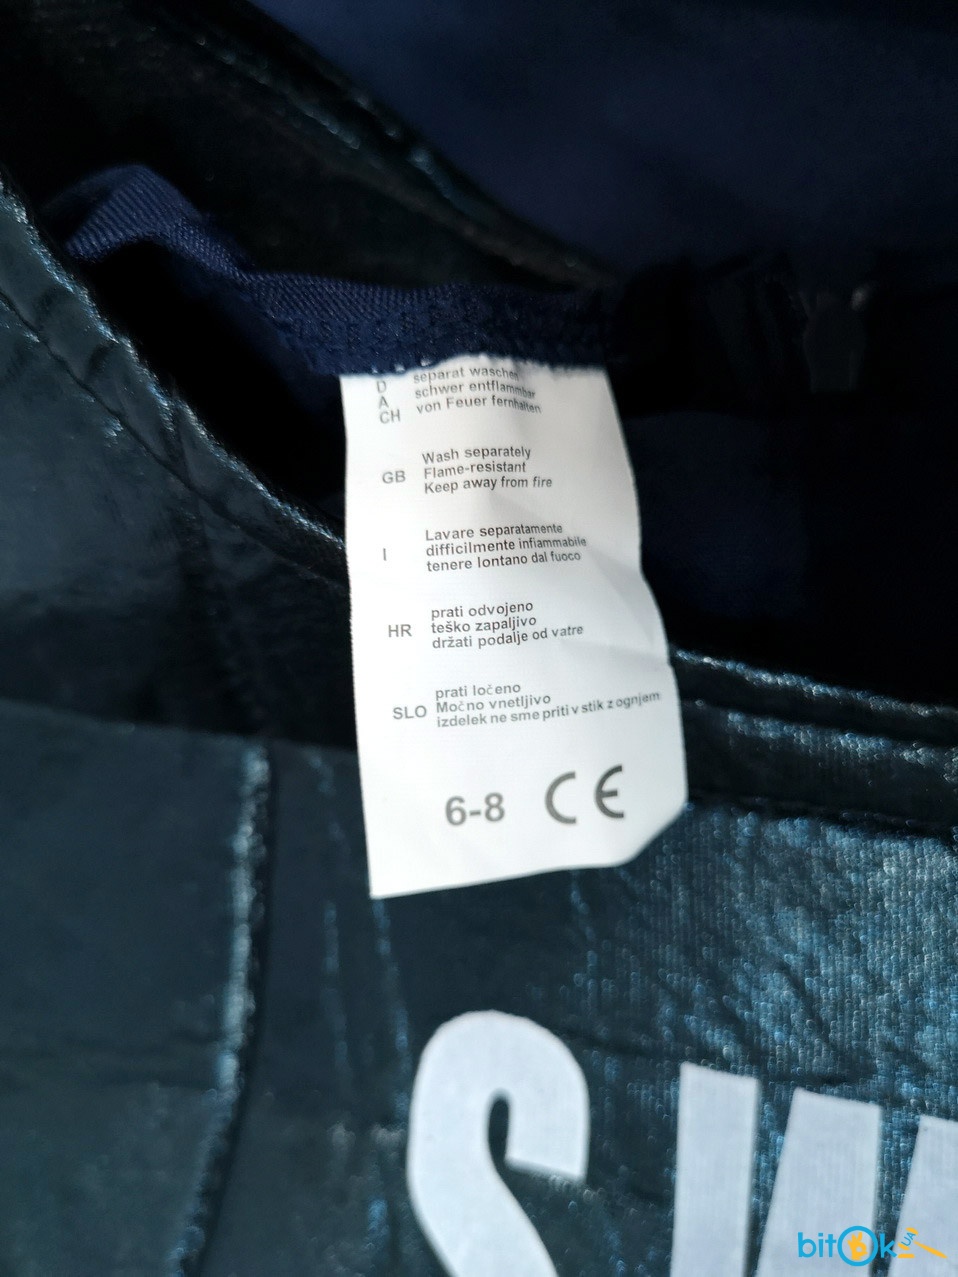 D separat waschen
A schwer entflammbar
CH von Feuer fernhalten
Wash separately
GB Flame-resistant
Keep away from fire
Lavare separatamente
I difficilmente infiammabile
tenere lontano dal fuoco
prati odvojeno
HR teško zapaljivo
držati podalje od vatre
prati ločeno
SLO Močno vnetljivo
izdelek ne sme priti v stik z ognjem
6-8 CE
S
bitok UA